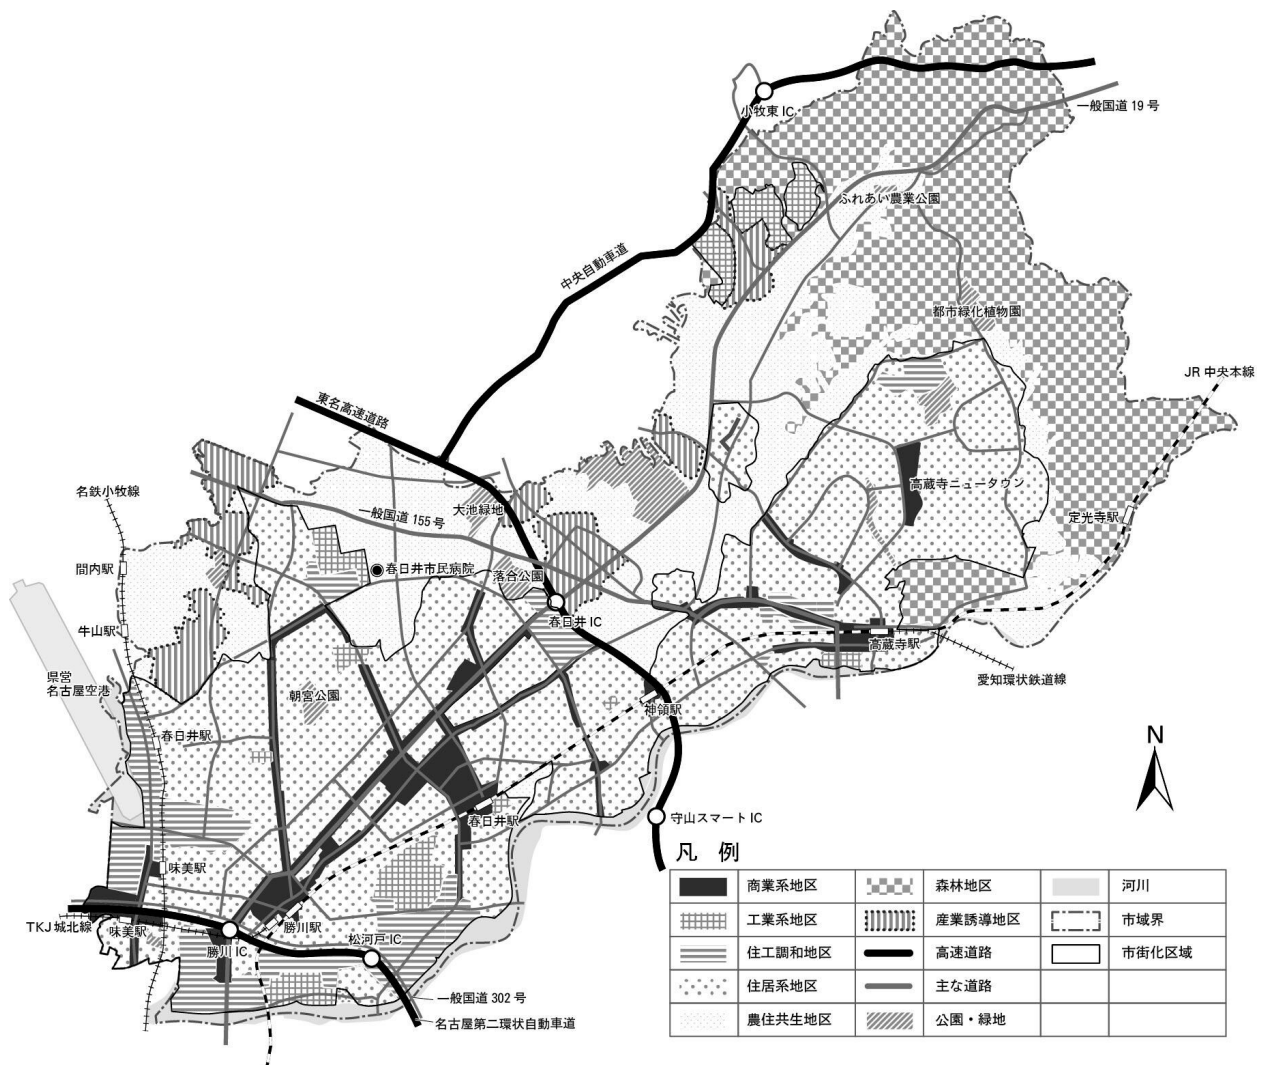 小牧東 IC
一般国道 19 号
ふれあい農業公園
中央自動車道
都市緑化植物園
JR 中央本線
東名高速道路
高蔵寺ニュータウン
名鉄小牧線
大池緑地
一般国道 155 号
定光寺駅
間内駅
春日井市民病院
落合公園
春日井 IC
牛山駅
高蔵寺駅
県営
名古屋空港
愛知環状鉄道線
朝宮公園
神領駅
春日井駅
N
春日井駅
守山スマート IC
味美駅
TKJ 城北線
味美駅
勝川駅
松河戸 IC
勝川 IC
一般国道 302 号
名古屋第二環状自動車道
凡 例
商業系地区
森林地区
河川
工業系地区
産業誘導地区
市域界
住工調和地区
高速道路
市街化区域
住居系地区
主な道路
農住共生地区
公園・緑地